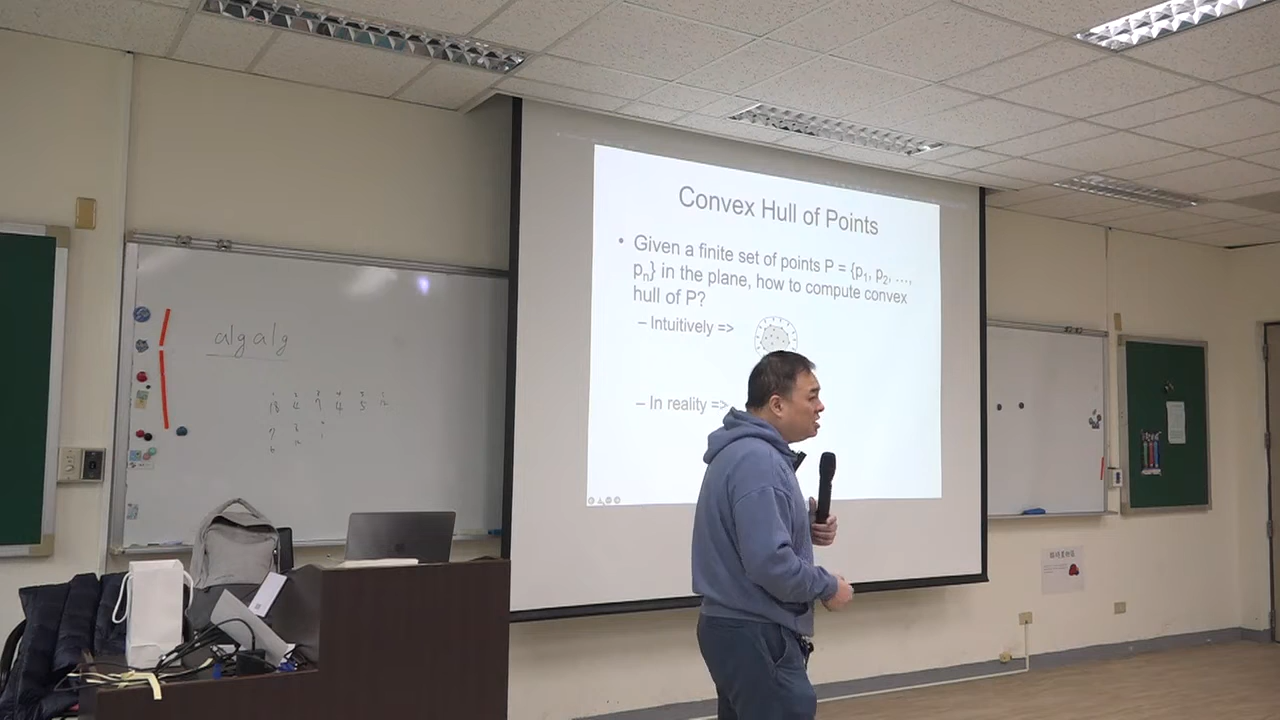 Convex Hull of Points
• Given a finite set of points P = {p1, p2, …,
pn} in the plane, how to compute convex
hull of P?
– Intuitively =>
– In reality =>
algalg